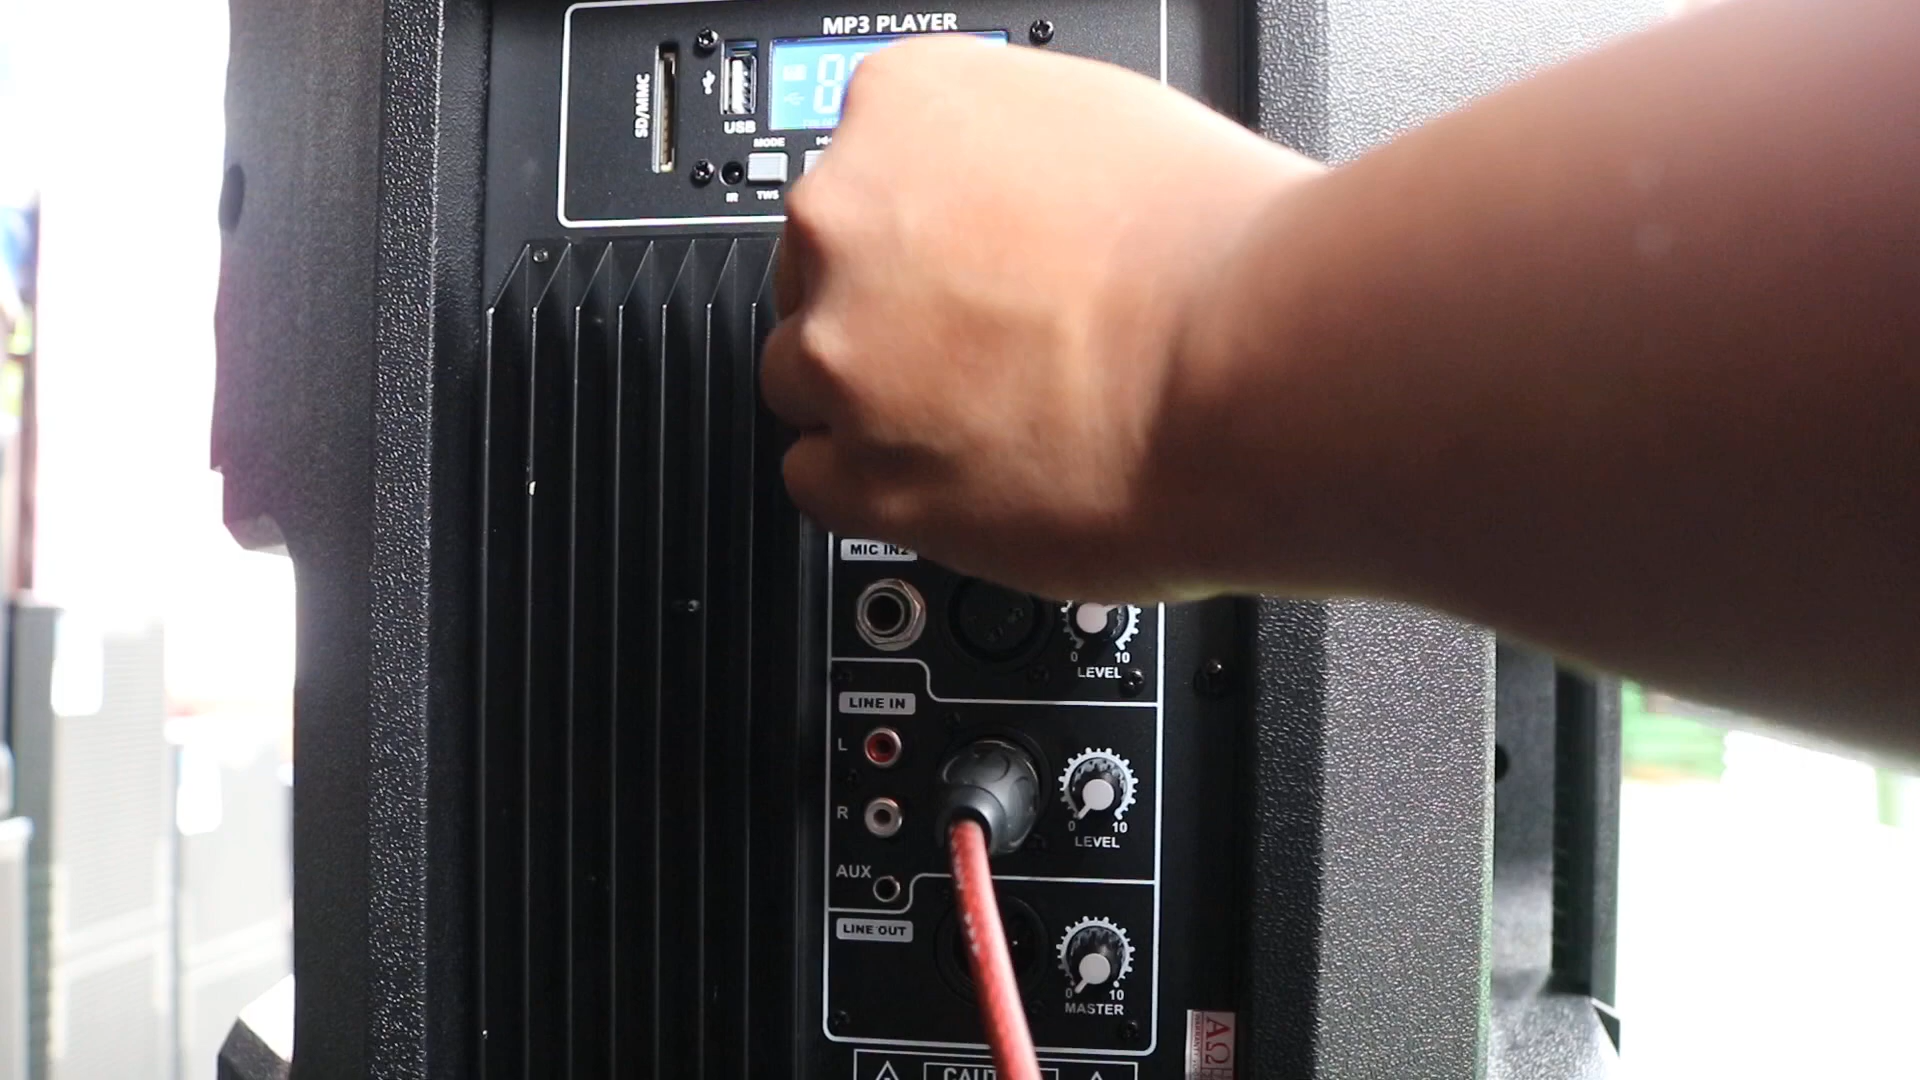 MP3 PLAYER
SD/MMC
USB
MODE
IR
TWS
MIC IN2
0 10
LEVEL
LINE IN
L
R
0 10
LEVEL
AUX
LINE OUT
0 10
MASTER
AΩ